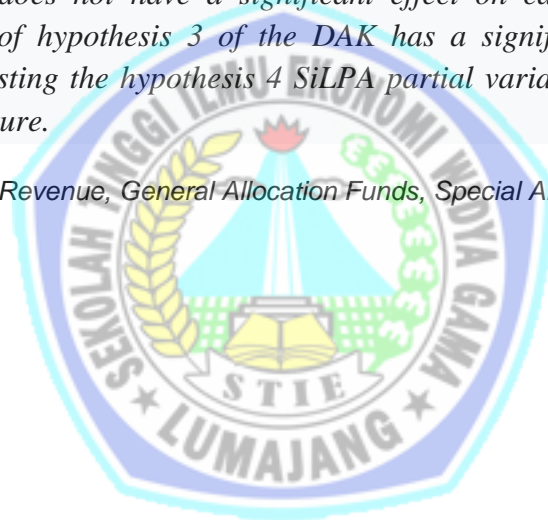 does not have a significant effect on ca
of hypothesis 3 of the DAK has a signif
sting the hypothesis 4 SiLPA partial varia
ure.
Revenue, General Allocation Funds, Special A
SEKOLAH TINGGI ILMU EKONOMI WIDYA GAMA
STIE
LUMAJANG